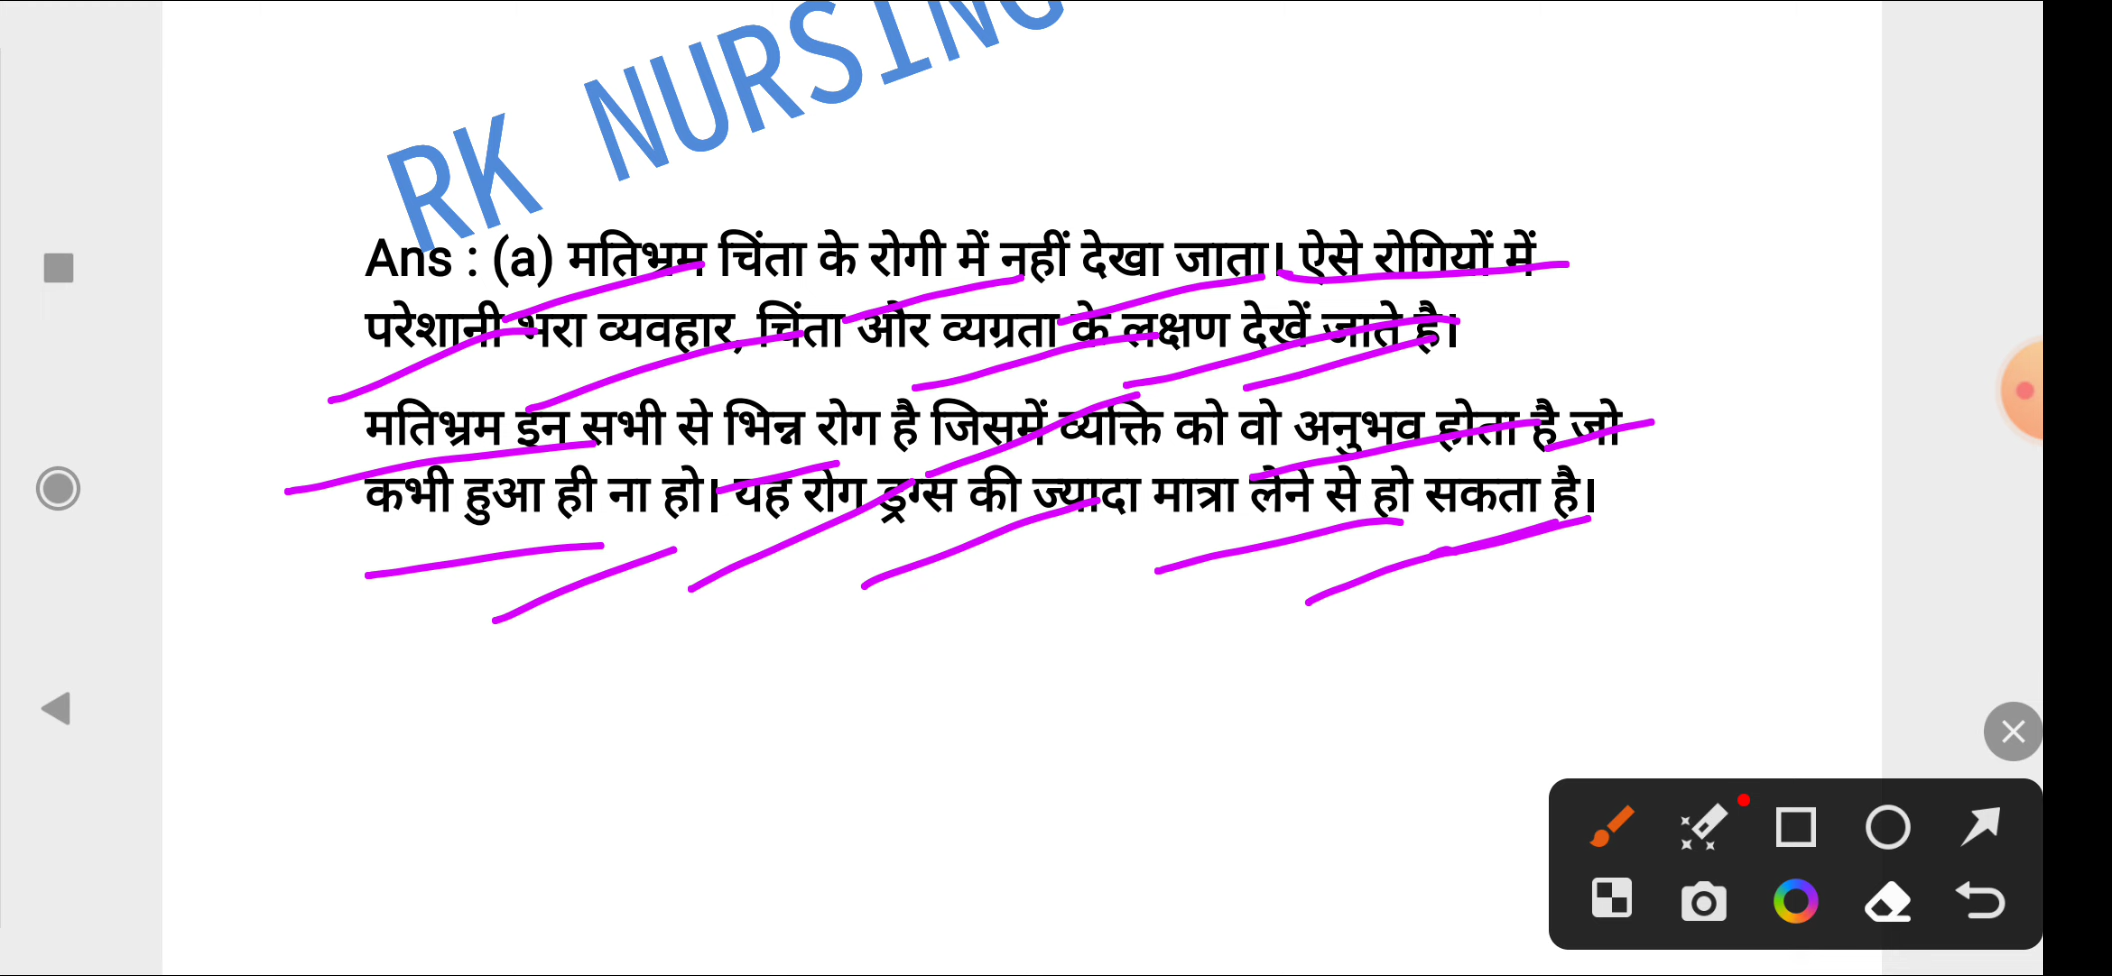 RK NURSING
Ans : (a) मतिभ्रम चिंता के रोगी में नहीं देखा जाता। ऐसे रोगियों में
परेशानी भरा व्यवहार, चिंता और व्यग्रता के लक्षण देखें जाते है।
मतिभ्रम इन सभी से भिन्न रोग है जिसमें व्यक्ति को वो अनुभव होता है जो
कभी हुआ ही ना हो। यह रोग ड्रग्स की ज्यादा मात्रा लेने से हो सकता है।